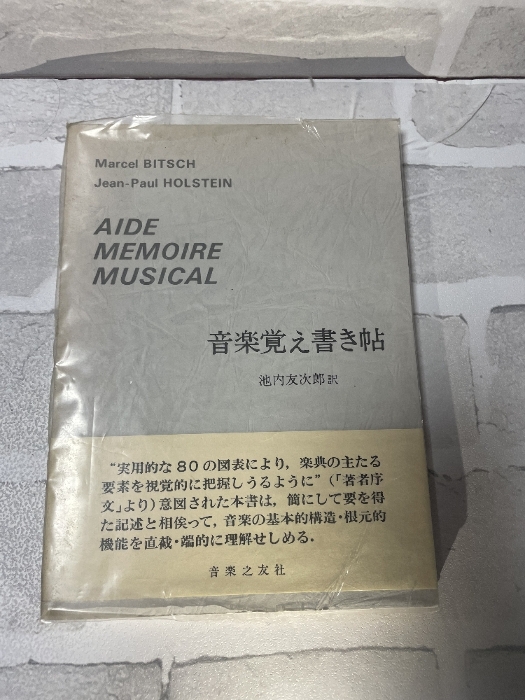 Marcel BITSCH
Jean-Paul HOLSTEIN
AIDE
MEMOIRE
MUSICAL
音楽覚え書き帖
池内友次郎訳
“実用的な80の図表により，楽典の主たる
要素を視覚的に把握しうるように”（「著者序
文」より）意図された本書は，簡にして要を得
た記述と相俟って，音楽の基本的構造・根元的
機能を直截・端的に理解せしめる．
音楽之友社